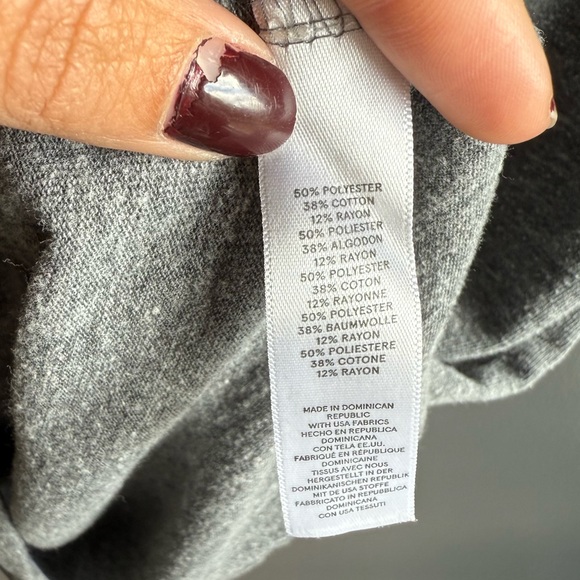 50% POLYESTER
38% COTTON
12% RAYON
50% POLIESTER
38% ALGODON
12% RAYON
50% POLYESTER
38% COTON
12% RAYONNE
50% POLYESTER
38% BAUMWOLLE
12% RAYON
50% POLIESTERE
38% COTONE
12% RAYON
MADE IN DOMINICAN
REPUBLIC
WITH USA FABRICS
HECHO EN REPUBLICA
DOMINICANA
CON TELA EE.UU.
FABRIQUÉ EN RÉPUBLIQUE
DOMINICAINE
TISSUS AVEC NOUS
HERGESTELLT IN DER
DOMINIKANISCHEN REPUBLIK
MIT DE USA STOFFE
FABBRICATO IN REPUBBLICA
DOMINICANA
CON USA TESSUTI